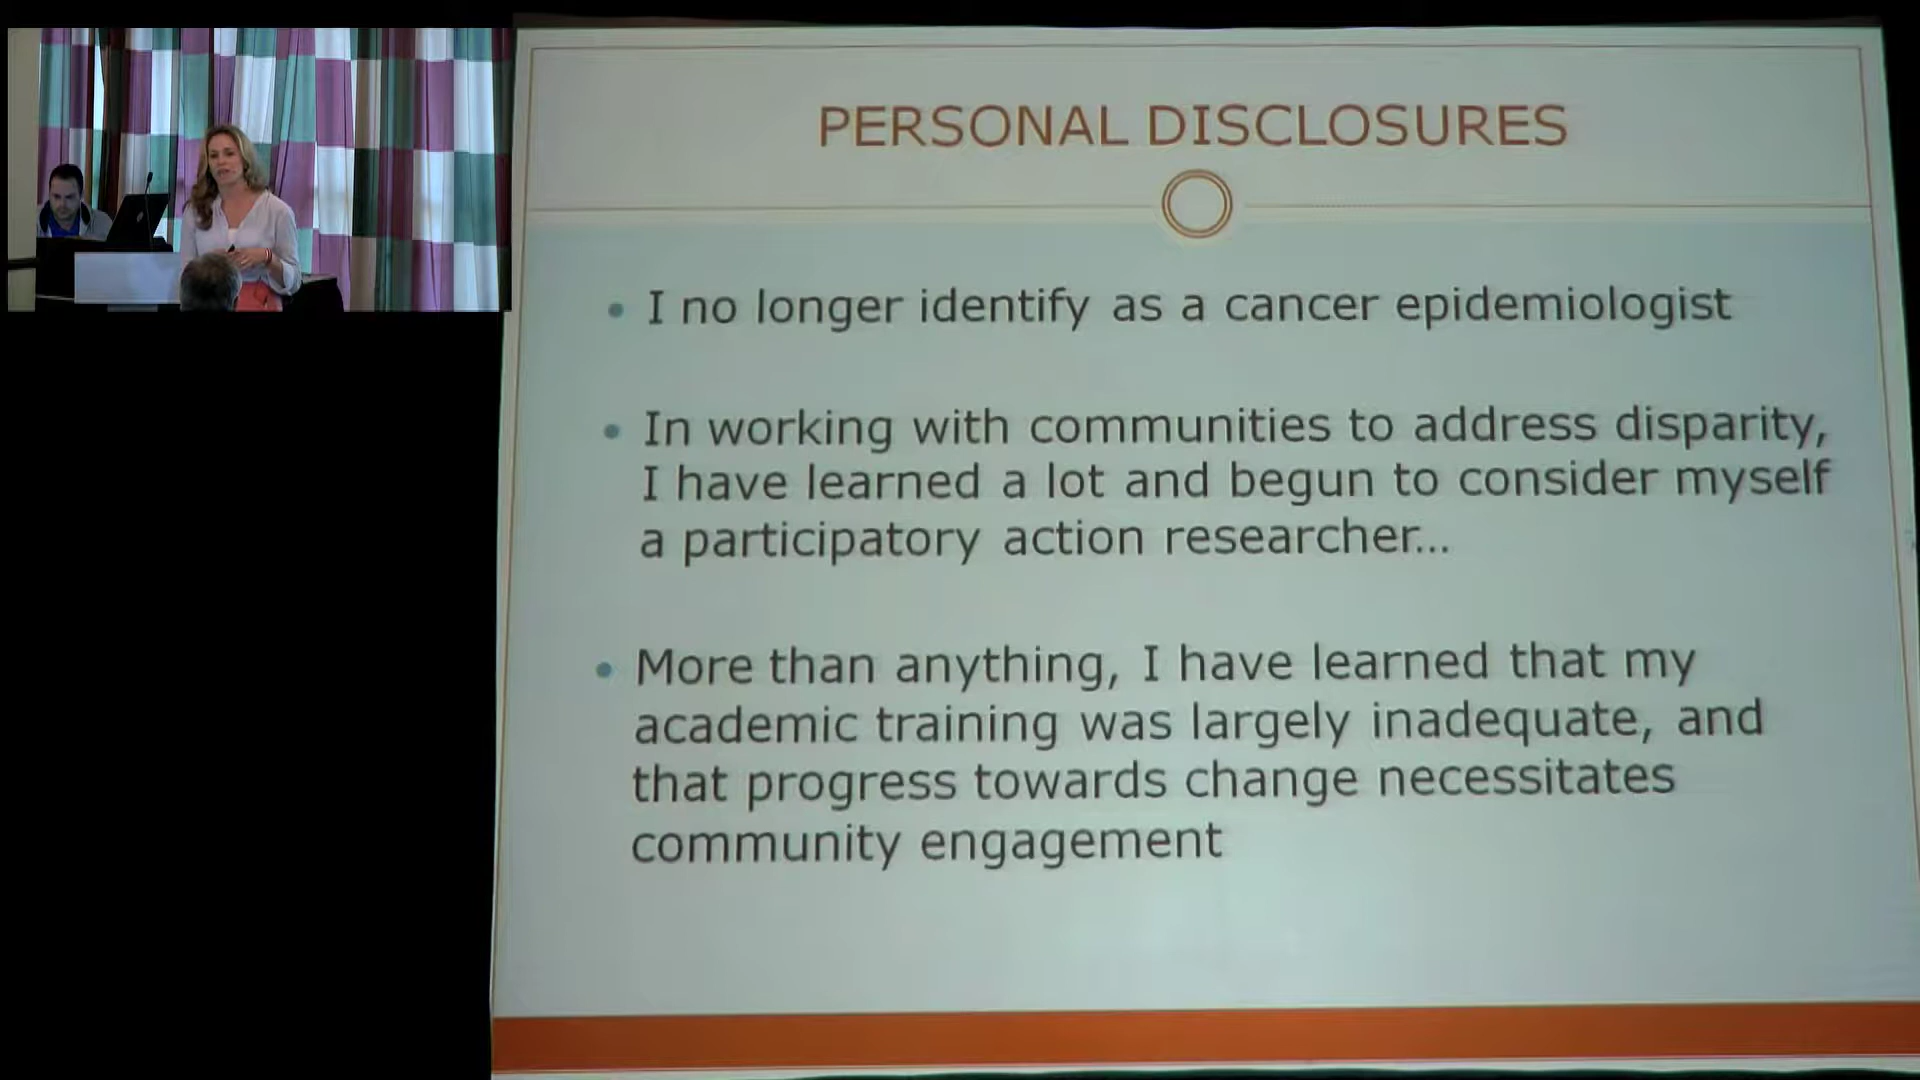 PERSONAL DISCLOSURES
• I no longer identify as a cancer epidemiologist
• In working with communities to address disparity,
I have learned a lot and begun to consider myself
a participatory action researcher...
• More than anything, I have learned that my
academic training was largely inadequate, and
that progress towards change necessitates
community engagement